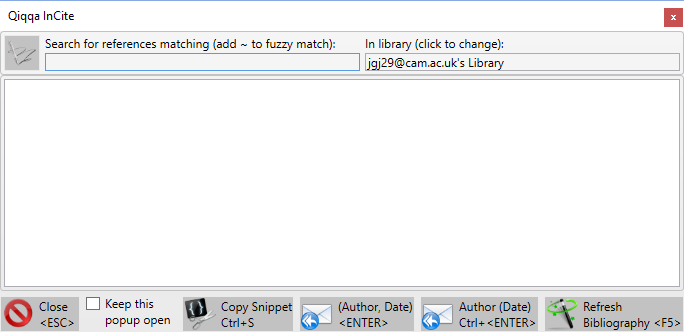 Qiqqa InCite
x
Search for references matching (add ~ to fuzzy match):
In library (click to change):
jgj29@cam.ac.uk's Library
Close
<ESC>
Keep this
popup open
Copy Snippet
Ctrl+S
(Author, Date)
<ENTER>
Author (Date)
Ctrl+<ENTER>
Refresh
Bibliography <F5>